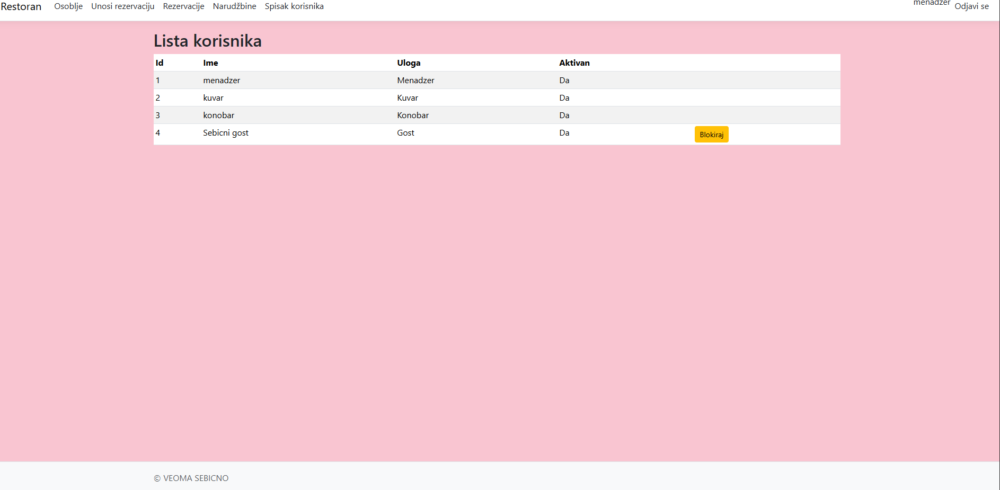 Restoran Osoblje Unosi rezervaciju Rezervacije Narudžbine Spisak korisnika menadzer Odjavi se
Lista korisnika
Id Ime Uloga Aktivan
1 menadzer Menadzer Da
2 kuvar Kuvar Da
3 konobar Konobar Da
4 Sebicni gost Gost Da Blokiraj
© VEOMA SEBICNO